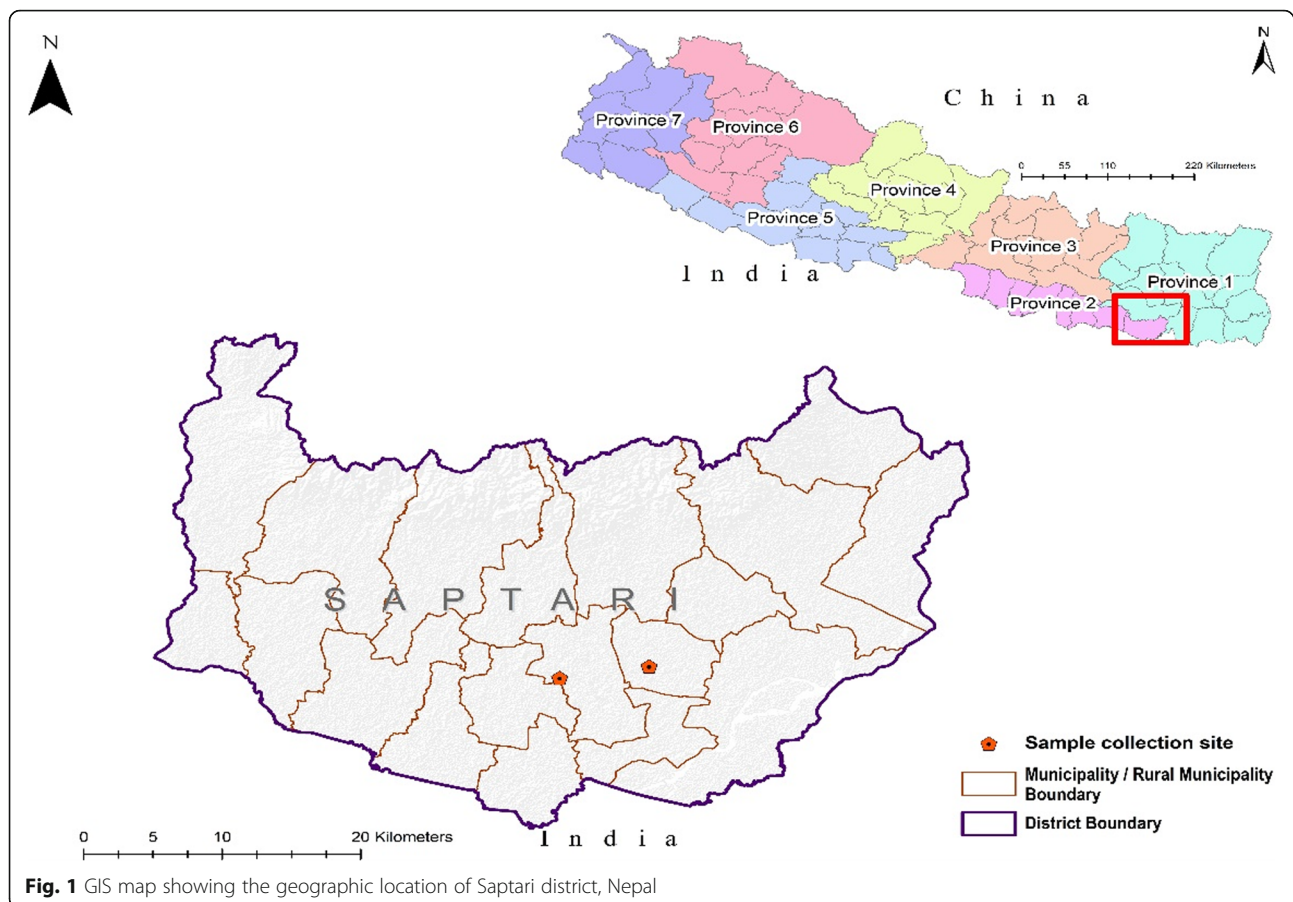 N
N
China
Province 7
Province 6
0 55 110 220 Kilometers
Province 4
Province 5
Province 3
India
Province 1
Province 2
SAPTARI
Sample collection site
Municipality / Rural Municipality
Boundary
District Boundary
0 5 10 20 Kilometers
India
Fig. 1 GIS map showing the geographic location of Saptari district, Nepal